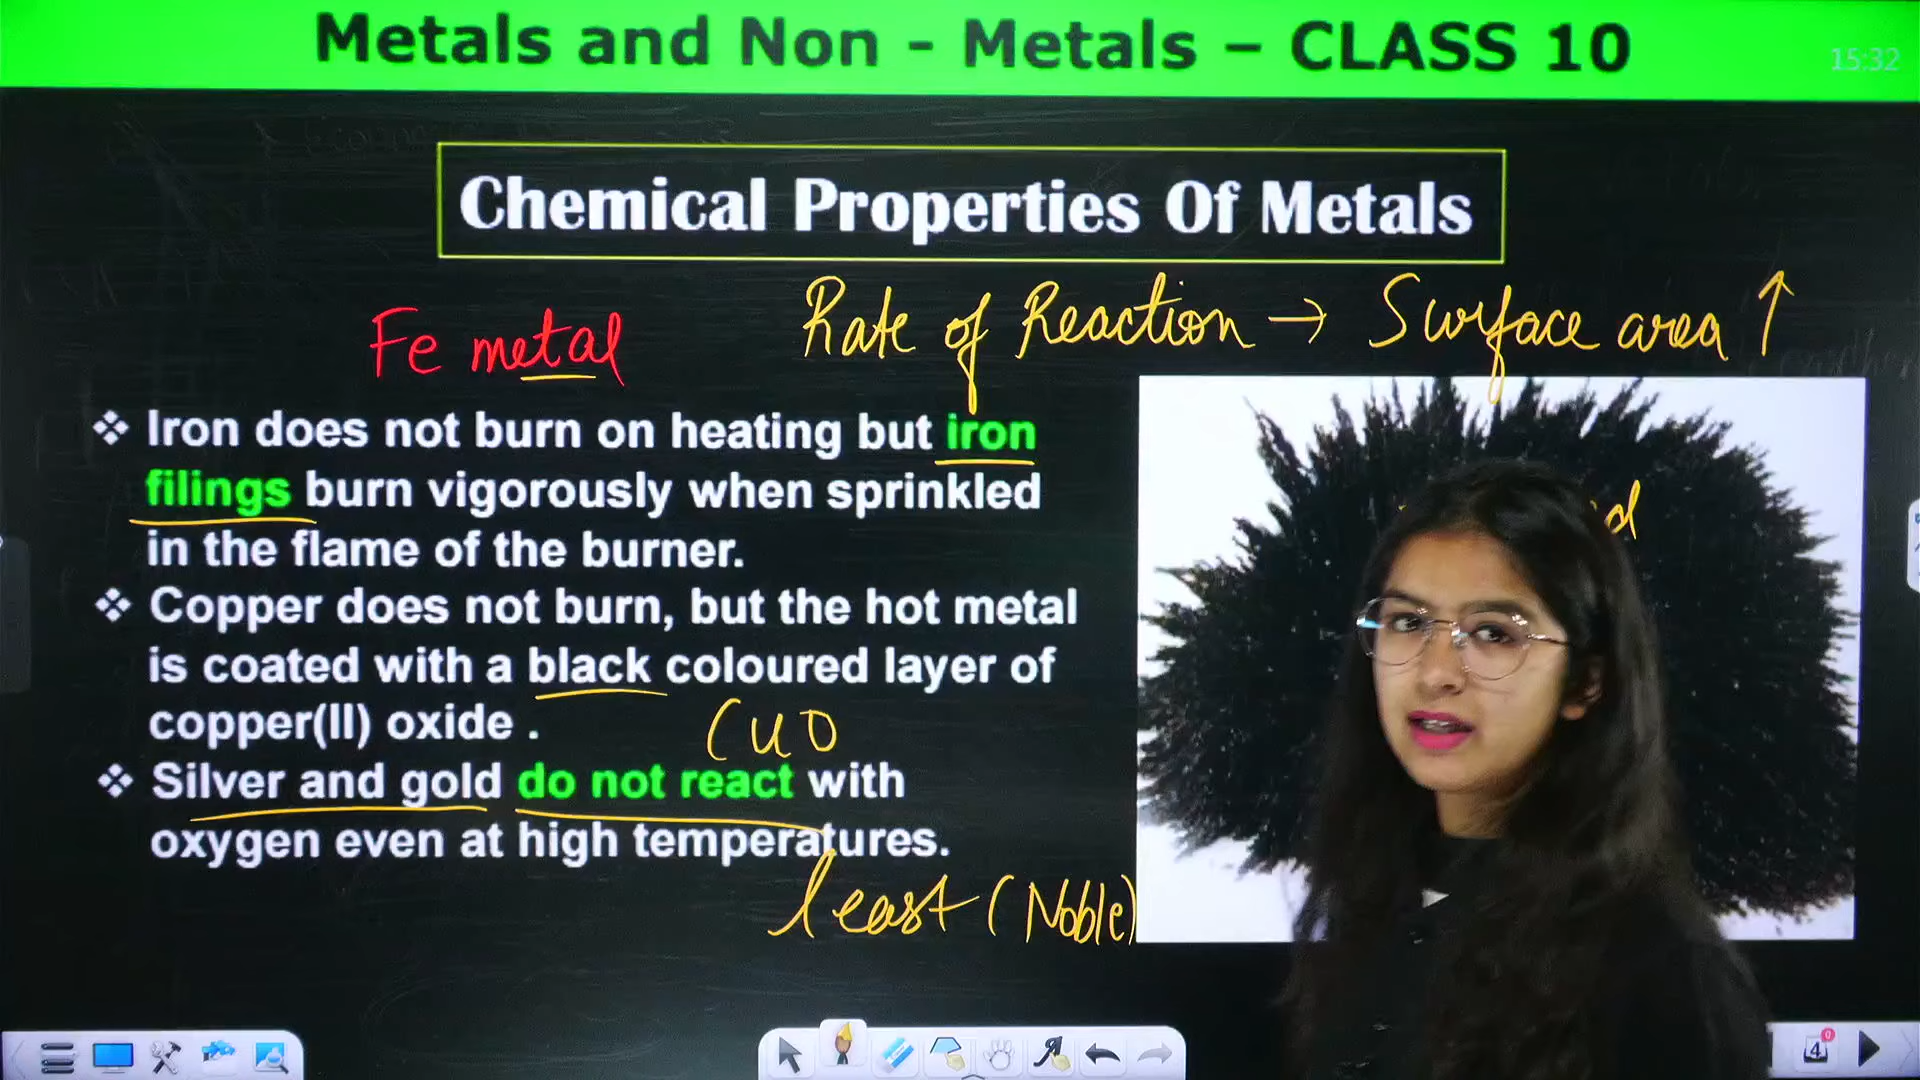 Metals and Non - Metals – CLASS 10
15:32
Chemical Properties Of Metals
Fe metal
Rate of Reaction → Surface area ↑
❖ Iron does not burn on heating but iron
filings burn vigorously when sprinkled
in the flame of the burner.
❖ Copper does not burn, but the hot metal
is coated with a black coloured layer of
copper(II) oxide .
CuO
❖ Silver and gold do not react with
oxygen even at high temperatures.
least (Noble)
4